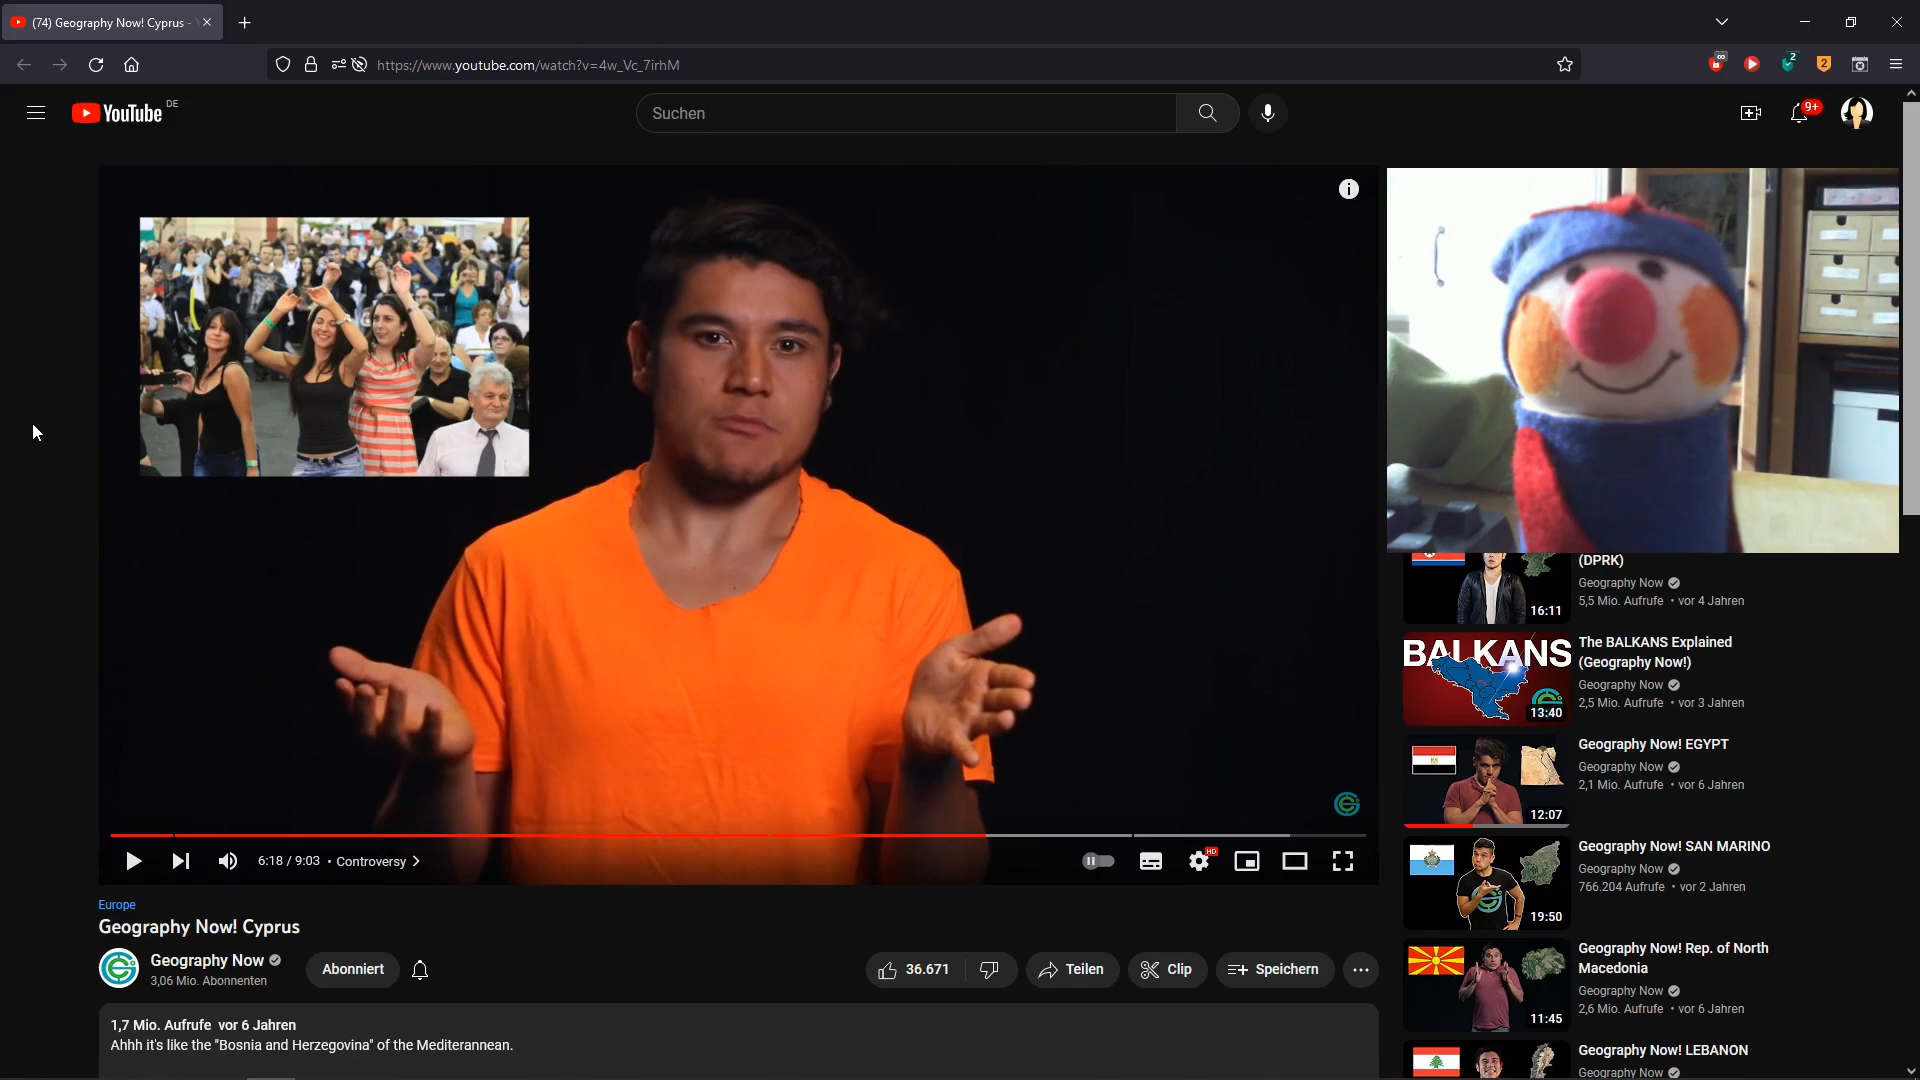 (74) Geography Now! Cyprus -
https://www.youtube.com/watch?v=4w_Vc_7irhM
∞
2
2
YouTube DE
Suchen
9+
6:18 / 9:03 • Controversy
HD
Europe
Geography Now! Cyprus
Geography Now
3,06 Mio. Abonnenten
Abonniert
36.671
Teilen
Clip
Speichern
1,7 Mio. Aufrufe vor 6 Jahren
Ahhh it's like the "Bosnia and Herzegovina" of the Mediterannean.
(DPRK)
Geography Now
5,5 Mio. Aufrufe • vor 4 Jahren
16:11
BALKANS
13:40
The BALKANS Explained
(Geography Now!)
Geography Now
2,5 Mio. Aufrufe • vor 3 Jahren
12:07
Geography Now! EGYPT
Geography Now
2,1 Mio. Aufrufe • vor 6 Jahren
19:50
Geography Now! SAN MARINO
Geography Now
766.204 Aufrufe • vor 2 Jahren
11:45
Geography Now! Rep. of North
Macedonia
Geography Now
2,6 Mio. Aufrufe • vor 6 Jahren
Geography Now! LEBANON
Geography Now